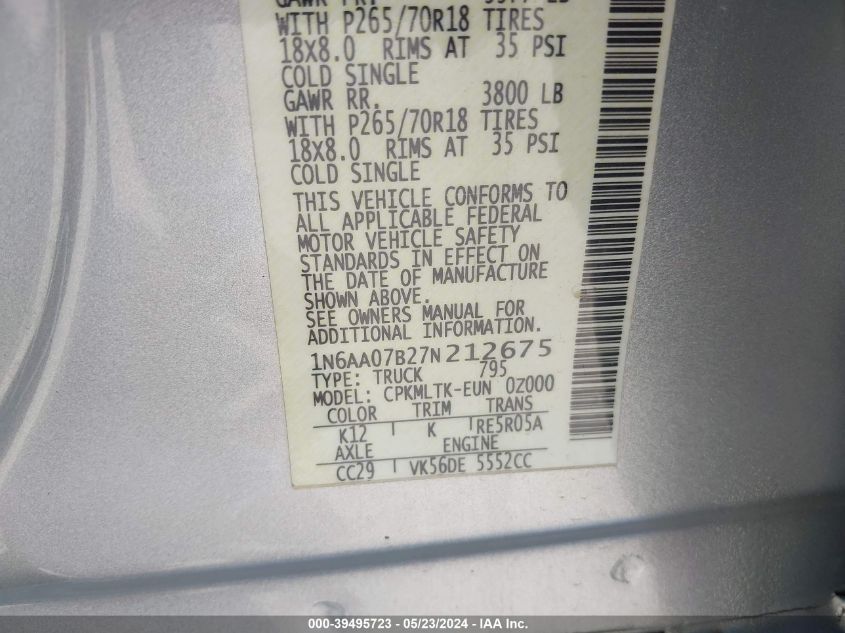 WITH P265/70R18 TIRES
18X8.0 RIMS AT 35 PSI
COLD SINGLE
GAWR RR. 3800 LB
WITH P265/70R18 TIRES
18X8.0 RIMS AT 35 PSI
COLD SINGLE
THIS VEHICLE CONFORMS TO
ALL APPLICABLE FEDERAL
MOTOR VEHICLE SAFETY
STANDARDS IN EFFECT ON
THE DATE OF MANUFACTURE
SHOWN ABOVE.
SEE OWNERS MANUAL FOR
ADDITIONAL INFORMATION.
1N6AA07B27N212675
TYPE: TRUCK 795
MODEL: CPKMLTK-EUN 0Z000
COLOR TRIM TRANS
K12 K RE5R05A
AXLE ENGINE
CC29 VK56DE 5552CC
000-39495723 - 05/23/2024 - IAA Inc.